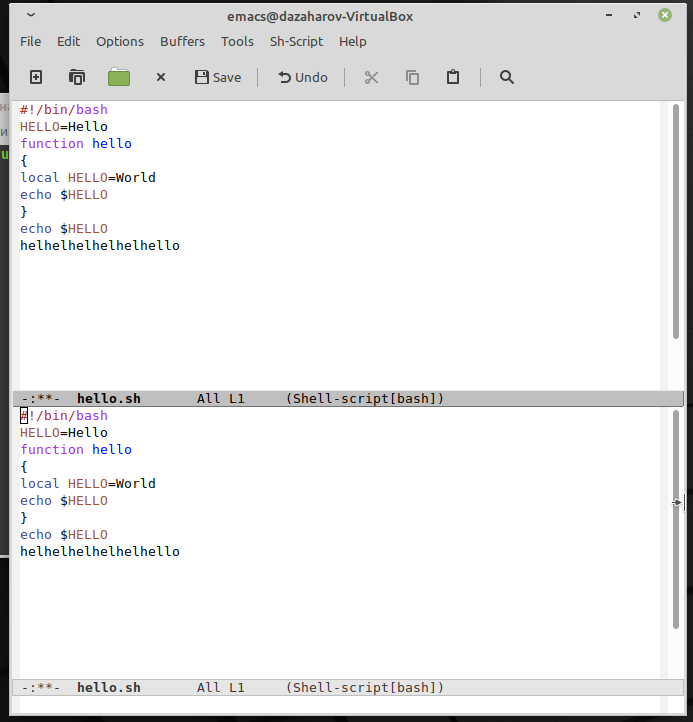 emacs@dazaharov-VirtualBox
File Edit Options Buffers Tools Sh-Script Help
Save Undo
#!/bin/bash
HELLO=Hello
function hello
{
local HELLO=World
echo $HELLO
}
echo $HELLO
helhelhelhelhelhello
-:**-  hello.sh       All L1     (Shell-script[bash])
#!/bin/bash
HELLO=Hello
function hello
{
local HELLO=World
echo $HELLO
}
echo $HELLO
helhelhelhelhelhello
-:**-  hello.sh       All L1     (Shell-script[bash])